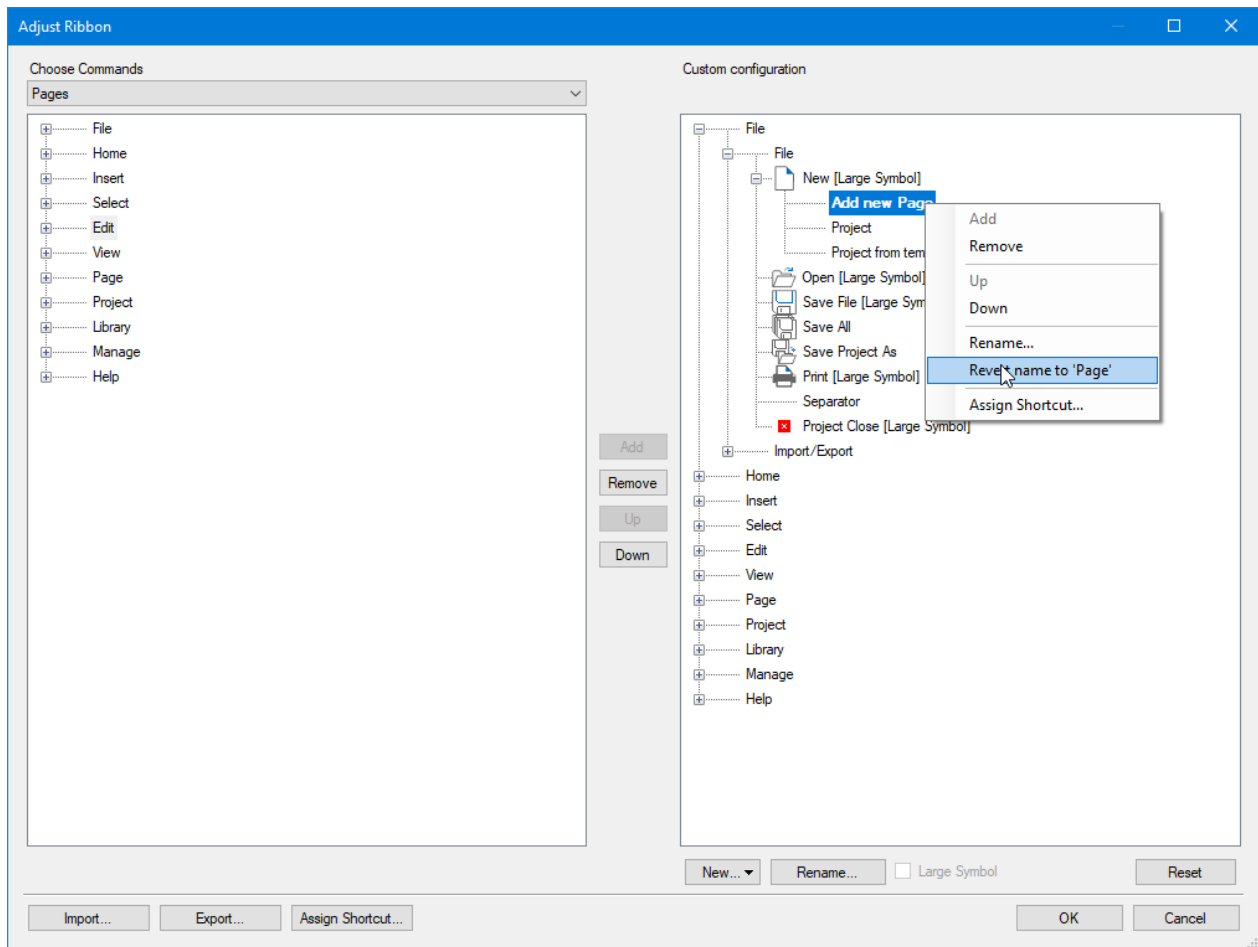 Adjust Ribbon
Choose Commands
Pages
File
Home
Insert
Select
Edit
View
Page
Project
Library
Manage
Help
Add
Remove
Up
Down
Custom configuration
File
File
New [Large Symbol]
Add new Page
Project
Project from tem
Open [Large Symbol]
Save File [Large Sym
Save All
Save Project As
Print [Large Symbol]
Separator
Project Close [Large Symbol]
Import/Export
Home
Insert
Select
Edit
View
Page
Project
Library
Manage
Help
Add
Remove
Up
Down
Rename...
Revert name to 'Page'
Assign Shortcut...
New...
Rename...
Large Symbol
Reset
Import...
Export...
Assign Shortcut...
OK
Cancel